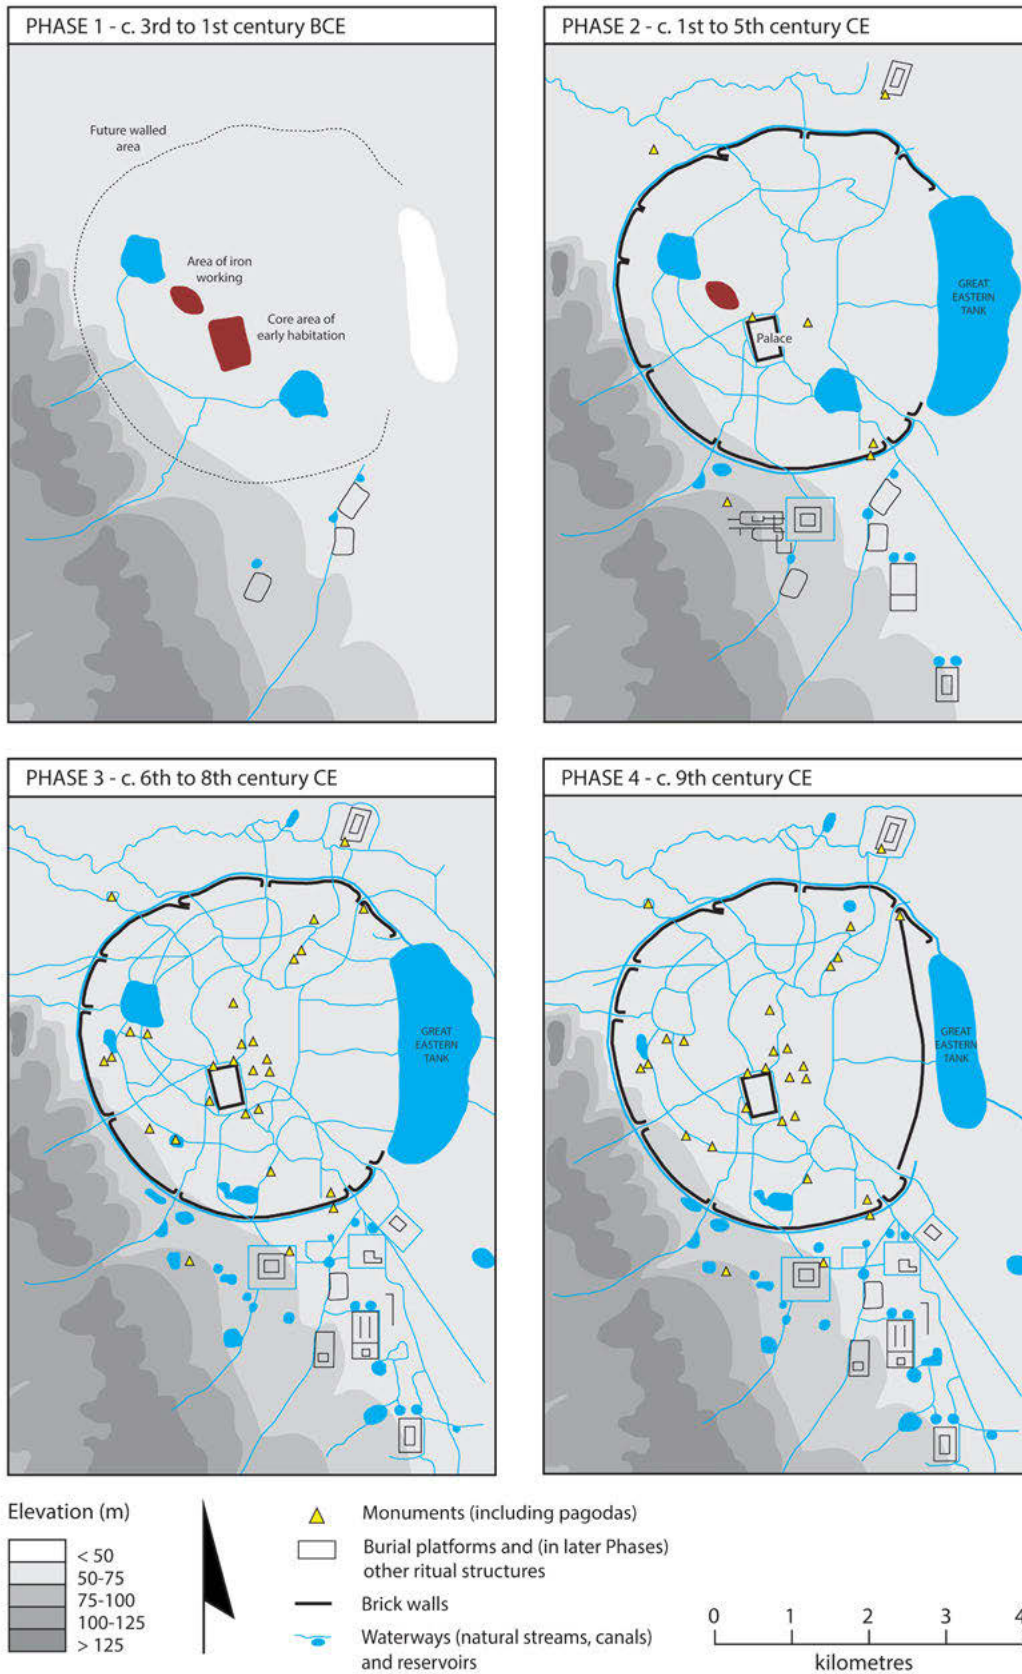 PHASE 1 - c. 3rd to 1st century BCE
Future walled
area
Area of iron
working
Core area of
early habitation
PHASE 2 - c. 1st to 5th century CE
GREAT
EASTERN
TANK
Palace
PHASE 3 - c. 6th to 8th century CE
GREAT
EASTERN
TANK
PHASE 4 - c. 9th century CE
GREAT
EASTERN
TANK
Elevation (m)
< 50
50-75
75-100
100-125
> 125
Monuments (including pagodas)
Burial platforms and (in later Phases)
other ritual structures
Brick walls
Waterways (natural streams, canals)
and reservoirs
0 1 2 3 4
kilometres